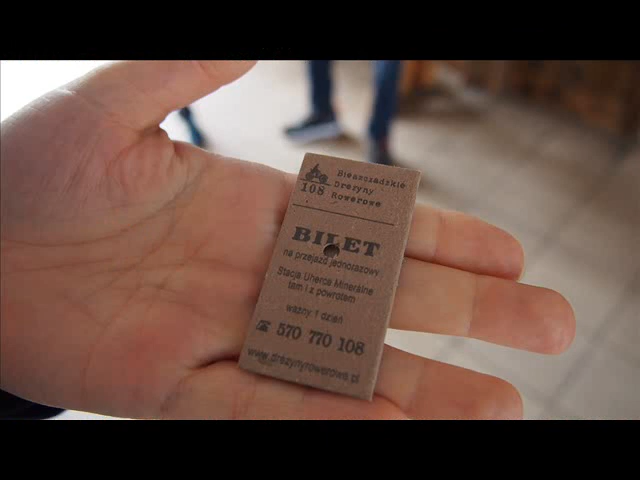 Bieszczadzkie
Drezyny
Rowerowe
108
BILET
na przejazd jednorazowy
Stacja Uherce Mineralne
tam i z powrotem
ważny 1 dzień
☎ 570 770 108
www.drezynyrowerowe.pl